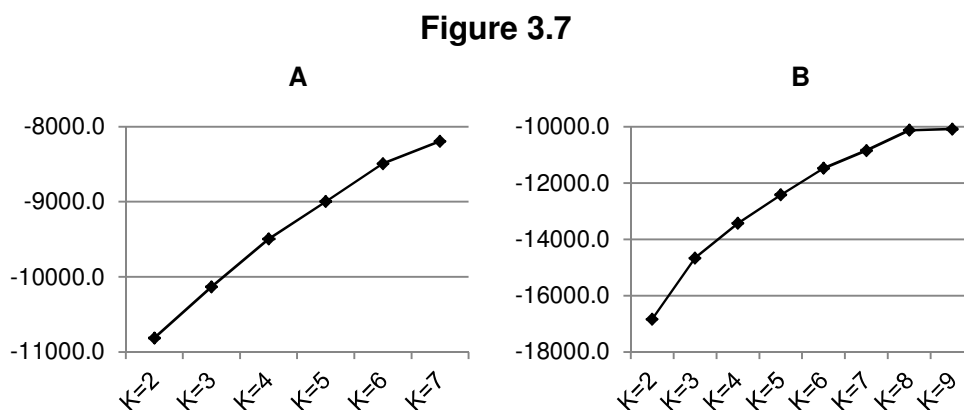 Figure 3.7
A
-8000.0
-9000.0
-10000.0
-11000.0
K=2 K=3 K=4 K=5 K=6 K=7
B
-10000.0
-12000.0
-14000.0
-16000.0
-18000.0
K=2 K=3 K=4 K=5 K=6 K=7 K=8 K=9